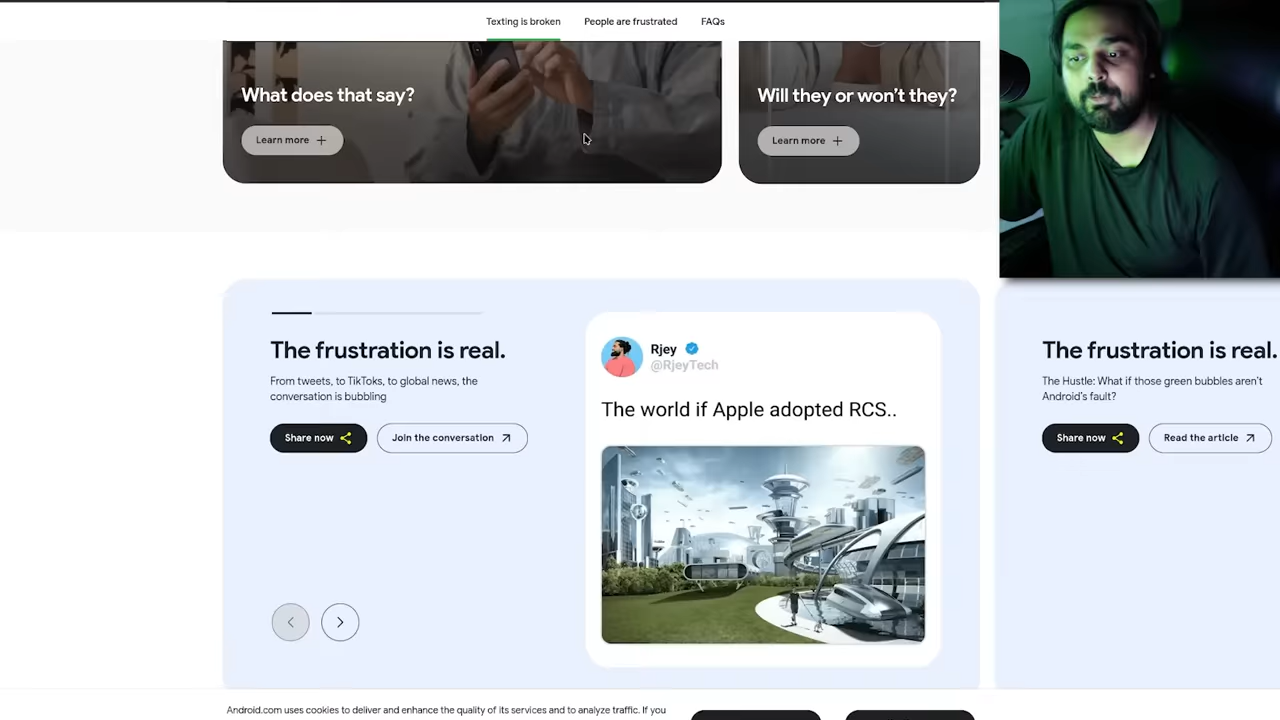 Texting is broken People are frustrated FAQs
What does that say?
Learn more
Will they or won't they?
Learn more
The frustration is real.
From tweets, to TikToks, to global news, the
conversation is bubbling
Share now Join the conversation
Rjey
@RjeyTech
The world if Apple adopted RCS..
The frustration is real.
The Hustle: What if those green bubbles aren't
Android's fault?
Share now Read the article
Android.com uses cookies to deliver and enhance the quality of its services and to analyze traffic. If you